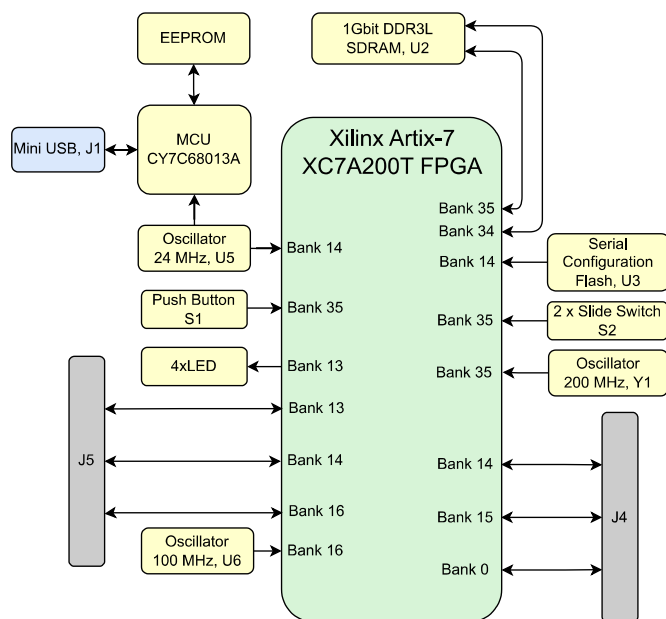 EEPROM
1Gbit DDR3L
SDRAM, U2
Mini USB, J1
MCU
CY7C68013A
Xilinx Artix-7
XC7A200T FPGA
Oscillator
24 MHz, U5
Bank 14
Push Button
S1
Bank 35
4xLED
Bank 13
J5
Bank 13
Bank 14
Bank 16
Oscillator
100 MHz, U6
Bank 16
Bank 35
Bank 34
Bank 14
Serial
Configuration
Flash, U3
Bank 35
2 x Slide Switch
S2
Bank 35
Oscillator
200 MHz, Y1
Bank 14
Bank 15
J4
Bank 0